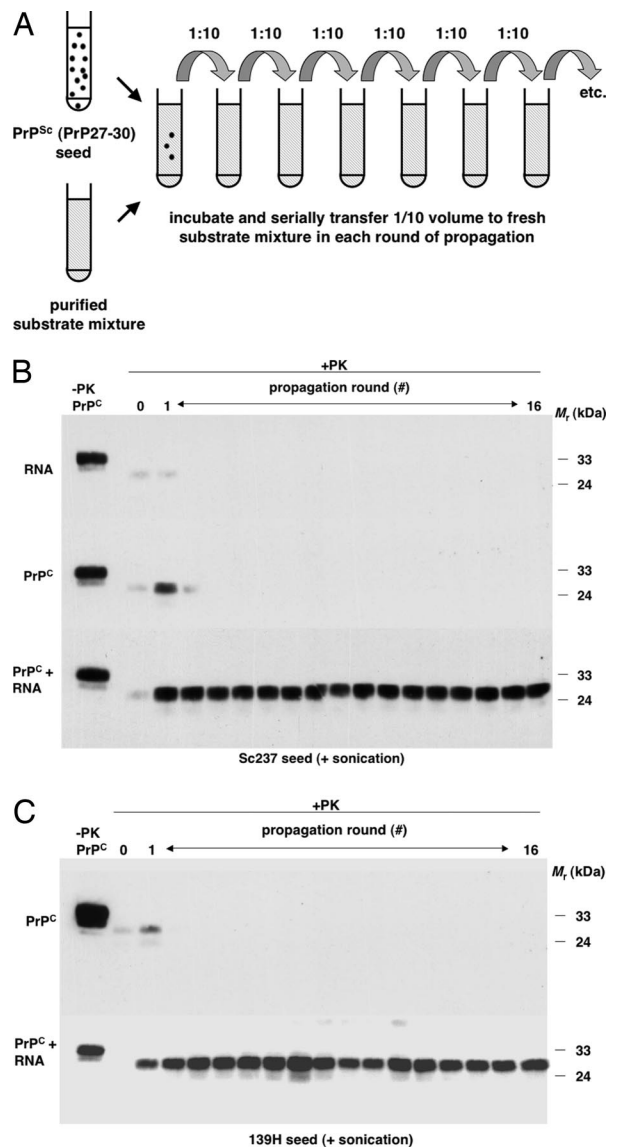 A
1:10 1:10 1:10 1:10 1:10 1:10
etc.
PrPSc (PrP27-30)
seed
incubate and serially transfer 1/10 volume to fresh
substrate mixture in each round of propagation
purified
substrate mixture
B
+PK
-PK
PrPC
propagation round (#)
0 1 16
Mr (kDa)
RNA
33
24
PrPC
33
24
PrPC +
RNA
33
24
Sc237 seed (+ sonication)
C
+PK
-PK
PrPC
propagation round (#)
0 1 16
Mr (kDa)
PrPC
33
24
PrPC +
RNA
33
24
139H seed (+ sonication)